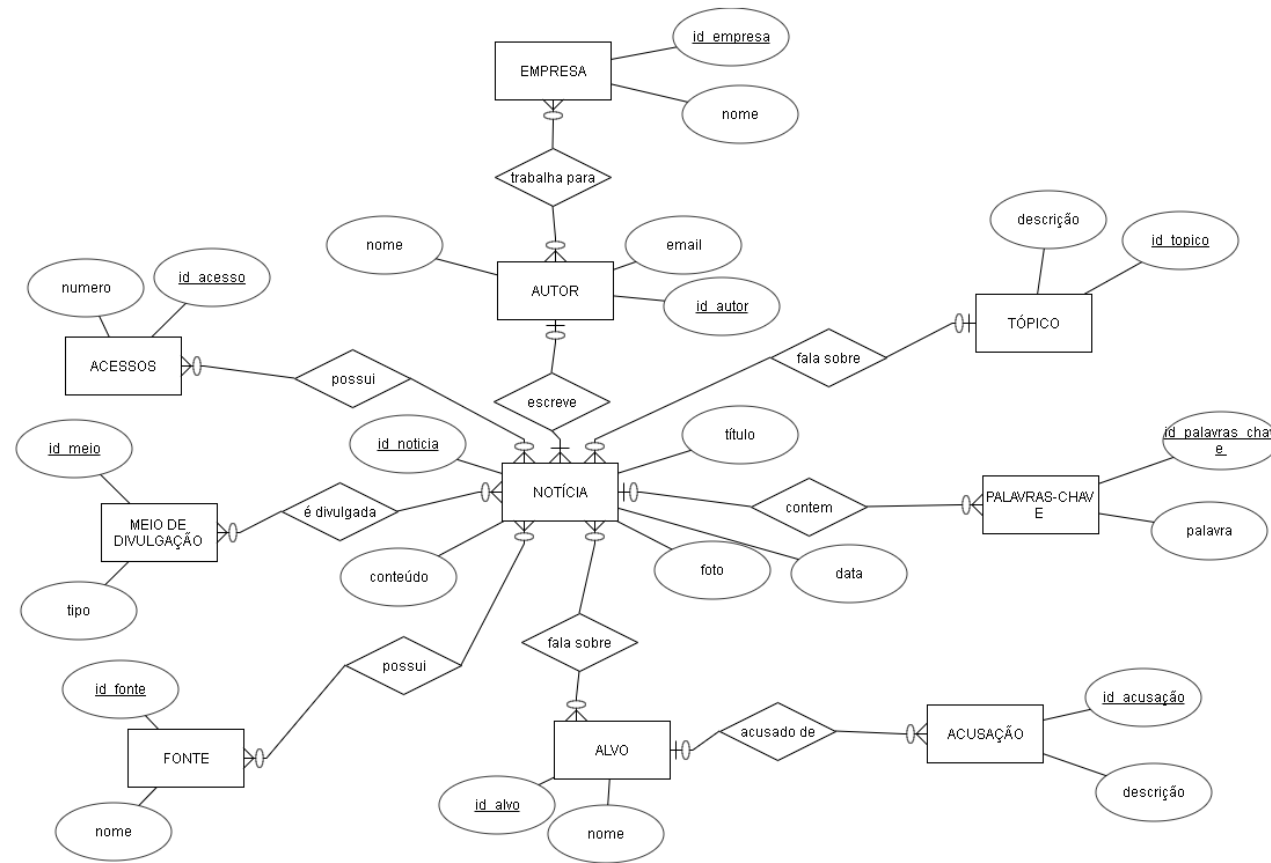 id_empresa
EMPRESA
nome
trabalha para
descrição
nome
email
id_topico
id_acesso
numero
AUTOR
id_autor
TÓPICO
ACESSOS
fala sobre
possui
escreve
id_noticia
título
id_palavras_chav
e
id_meio
NOTÍCIA
contem
PALAVRAS-CHAV
E
é divulgada
MEIO DE
DIVULGAÇÃO
palavra
conteúdo
foto
data
tipo
fala sobre
possui
id_fonte
id_acusação
acusado de
ACUSAÇÃO
FONTE
ALVO
descrição
id_alvo
nome
nome